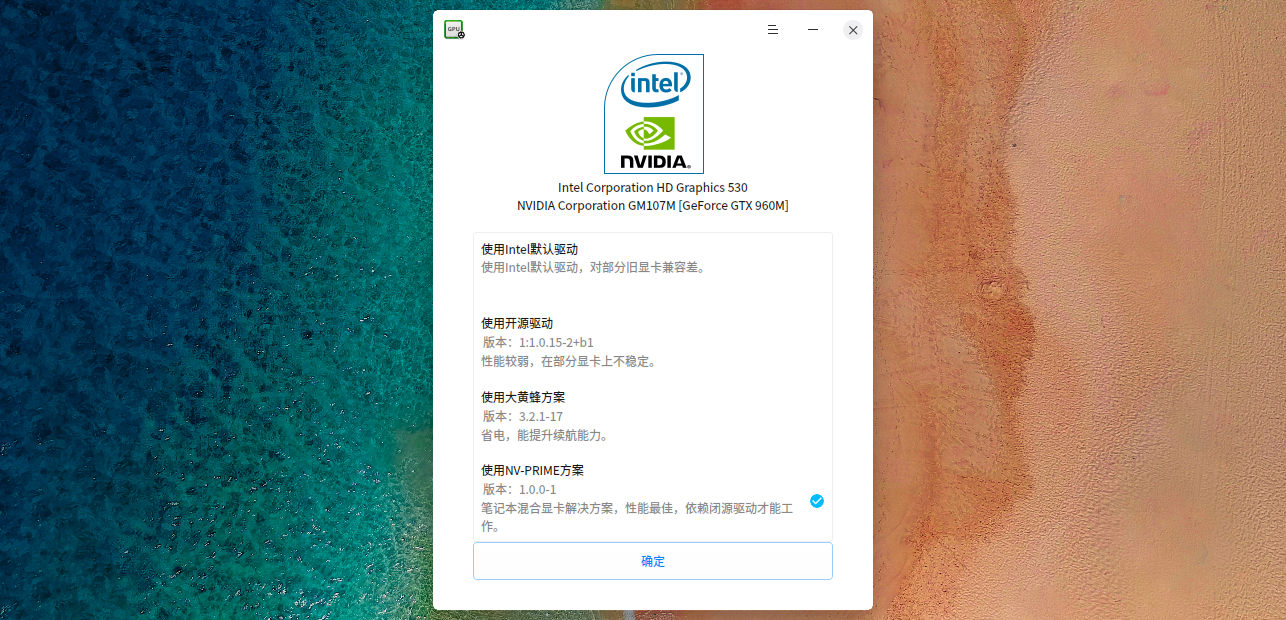 GPU
intel
NVIDIA.
Intel Corporation HD Graphics 530
NVIDIA Corporation GM107M [GeForce GTX 960M]
使用Intel默认驱动
使用Intel默认驱动，对部分旧显卡兼容差。
使用开源驱动
版本：1:1.0.15-2+b1
性能较弱，在部分显卡上不稳定。
使用大黄蜂方案
版本：3.2.1-17
省电，能提升续航能力。
使用NV-PRIME方案
版本：1.0.0-1
笔记本混合显卡解决方案，性能最佳，依赖闭源驱动才能工
作。
确定